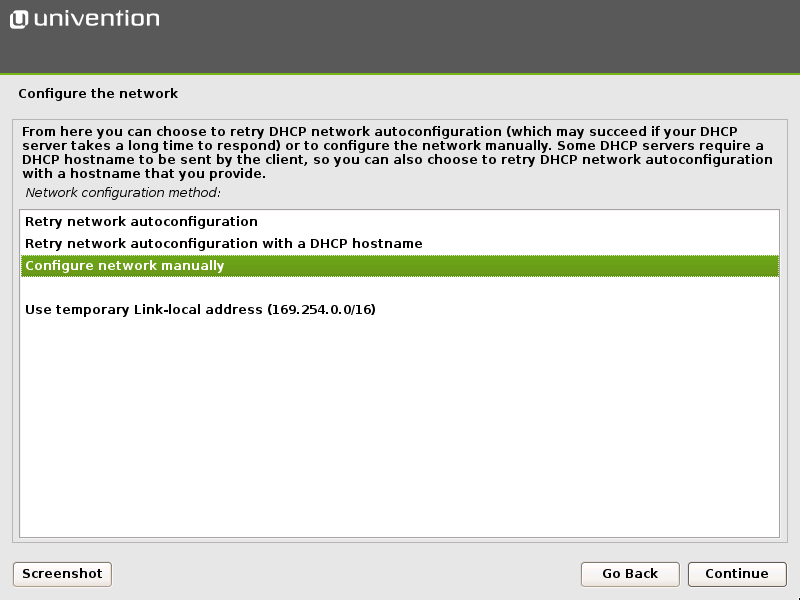 univention
Configure the network
From here you can choose to retry DHCP network autoconfiguration (which may succeed if your DHCP
server takes a long time to respond) or to configure the network manually. Some DHCP servers require a
DHCP hostname to be sent by the client, so you can also choose to retry DHCP network autoconfiguration
with a hostname that you provide.
Network configuration method:
Retry network autoconfiguration
Retry network autoconfiguration with a DHCP hostname
Configure network manually
Use temporary Link-local address (169.254.0.0/16)
Screenshot Go Back Continue